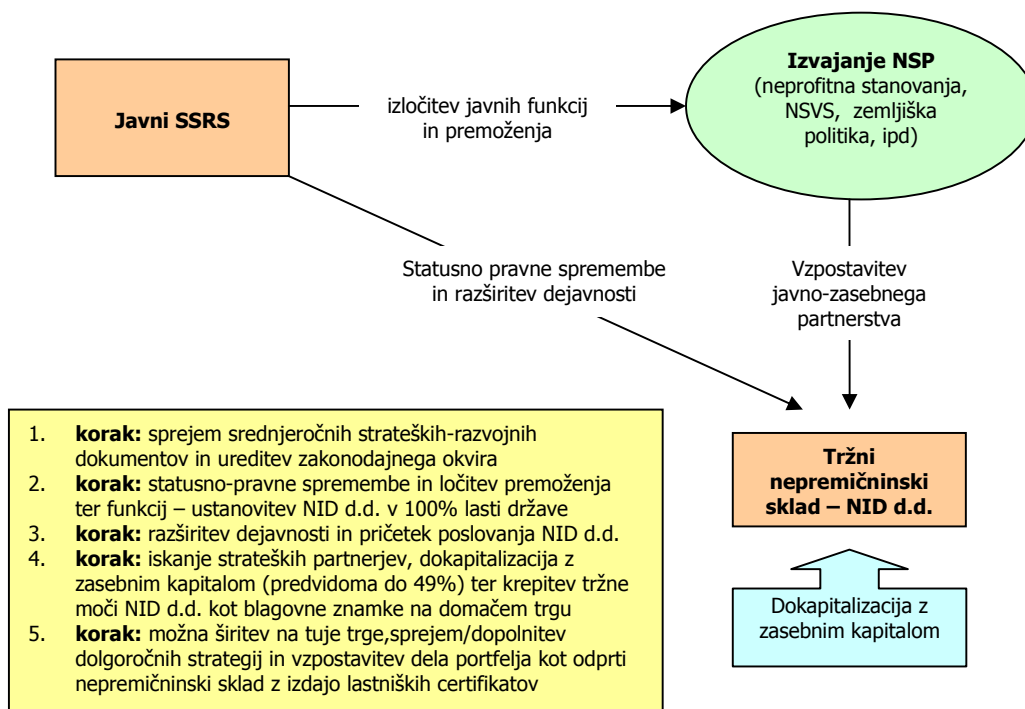 Javni SSRS
izločitev javnih funkcij
in premoženja
Izvajanje NSP
(neprofitna stanovanja,
NSVS, zemljiška
politika, ipd)
Statusno pravne spremembe
in razširitev dejavnosti
Vzpostavitev
javno-zasebnega
partnerstva
1. korak: sprejem srednjeročnih strateških-razvojnih
dokumentov in ureditev zakonodajnega okvira
2. korak: statusno-pravne spremembe in ločitev premoženja
ter funkcij – ustanovitev NID d.d. v 100% lasti države
3. korak: razširitev dejavnosti in pričetek poslovanja NID d.d.
4. korak: iskanje strateških partnerjev, dokapitalizacija z
zasebnim kapitalom (predvidoma do 49%) ter krepitev tržne
moči NID d.d. kot blagovne znamke na domačem trgu
5. korak: možna širitev na tuje trge,sprejem/dopolnitev
dolgoročnih strategij in vzpostavitev dela portfelja kot odprti
nepremičninski sklad z izdajo lastniških certifikatov
Tržni
nepremičninski
sklad – NID d.d.
Dokapitalizacija z
zasebnim kapitalom